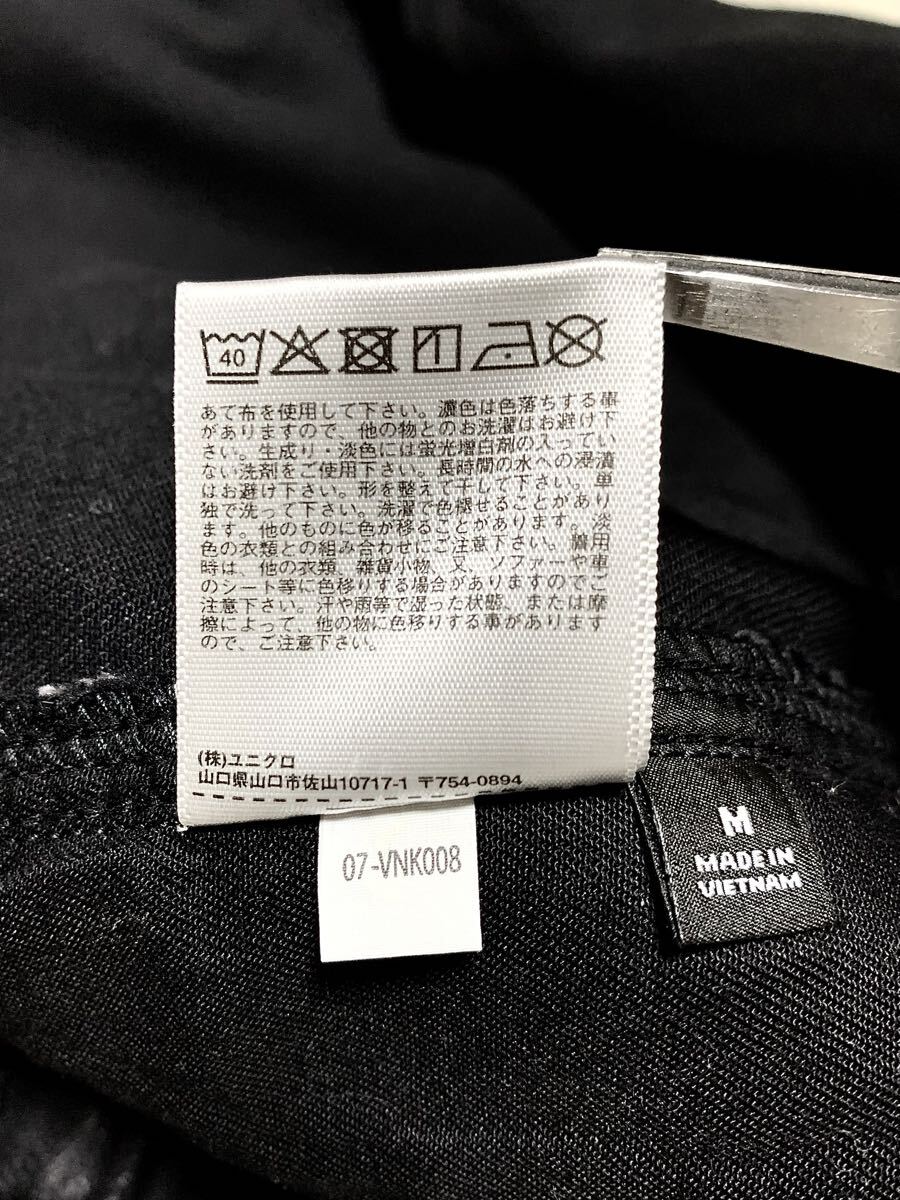 40
あて布を使用して下さい。濃色は色落ちする事
がありますので、他の物とのお洗濯はお避け下
さい。生成り・淡色には蛍光増白剤の入ってい
ない洗剤をご使用下さい。長時間の水への浸漬
はお避け下さい。形を整えて干して下さい。単
独で洗って下さい。洗濯で色褪せることがあり
ます。他のものに色が移ることがあります。淡
色の衣類との組み合わせにご注意下さい。着用
時は、他の衣類、雑貨小物、又、ソファーや車
のシート等に色移りする場合がありますのでご
注意下さい。汗や雨等で湿った状態、または摩
擦によって、他の物に色移りする事があります
ので、ご注意下さい。
(株)ユニクロ
山口県山口市佐山10717-1 〒754-0894
07-VNK008
M
MADE IN
VIETNAM